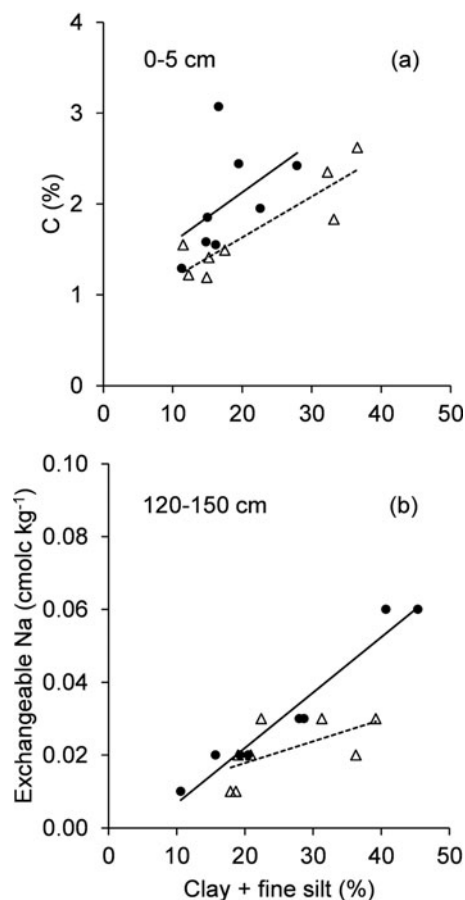 4
0-5 cm (a)
3
C (%)
2
1
0
0 10 20 30 40 50
0.10
120-150 cm (b)
0.08
Exchangeable Na (cmolc kg⁻¹)
0.06
0.04
0.02
0.00
0 10 20 30 40 50
Clay + fine silt (%)